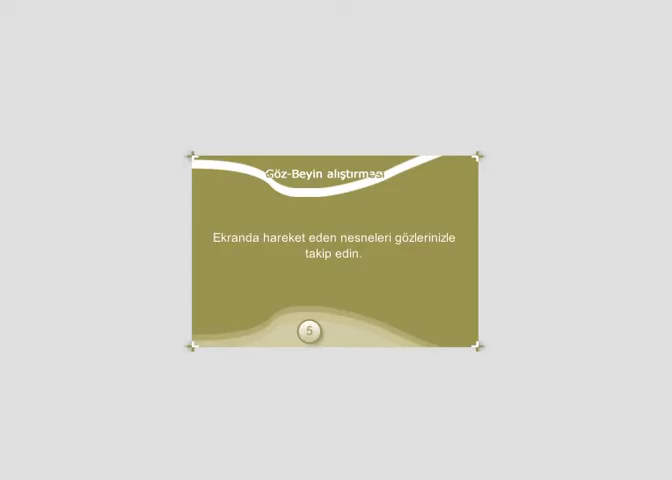 Göz-Beyin alıştırması
Ekranda hareket eden nesneleri gözlerinizle
takip edin.
5